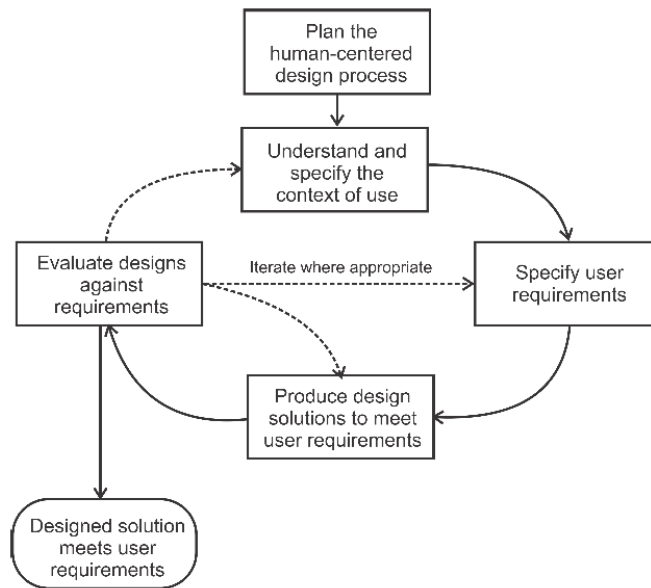 Plan the
human-centered
design process
Understand and
specify the
context of use
Evaluate designs
against
requirements
Iterate where appropriate
Specify user
requirements
Produce design
solutions to meet
user requirements
Designed solution
meets user
requirements